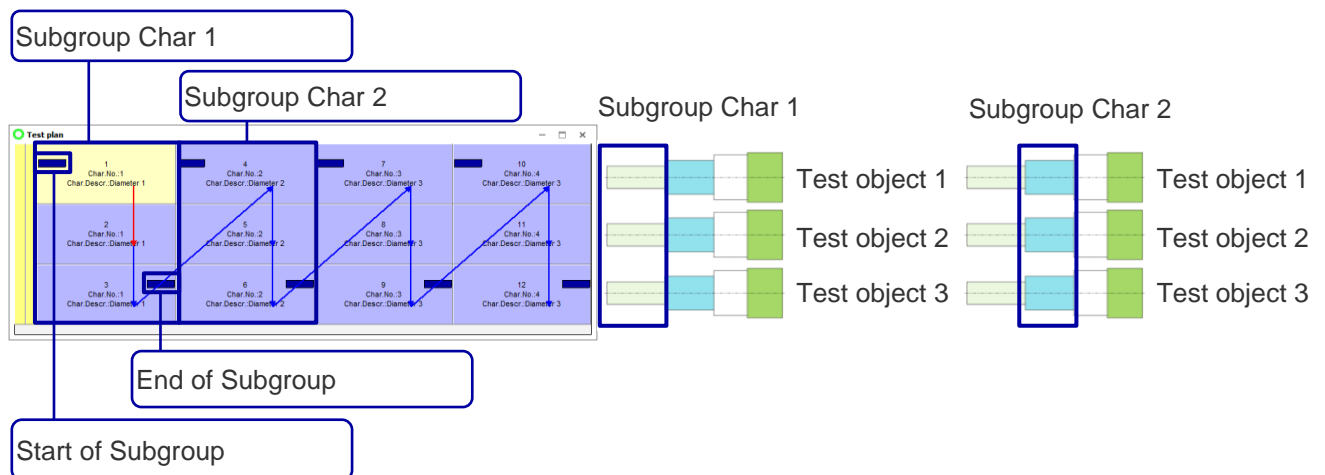 Subgroup Char 1
Subgroup Char 2
Test plan
1
Char.No.:1
Char.Descr.:Diameter 1
4
Char.No.:2
Char.Descr.:Diameter 2
7
Char.No.:3
Char.Descr.:Diameter 3
10
Char.No.:4
Char.Descr.:Diameter 3
2
Char.No.:1
Char.Descr.:Diameter 1
5
Char.No.:2
Char.Descr.:Diameter 2
8
Char.No.:3
Char.Descr.:Diameter 3
11
Char.No.:4
Char.Descr.:Diameter 3
3
Char.No.:1
Char.Descr.:Diameter 1
6
Char.No.:2
Char.Descr.:Diameter 2
9
Char.No.:3
Char.Descr.:Diameter 3
12
Char.No.:4
Char.Descr.:Diameter 3
End of Subgroup
Start of Subgroup
Subgroup Char 1
Test object 1
Test object 2
Test object 3
Subgroup Char 2
Test object 1
Test object 2
Test object 3